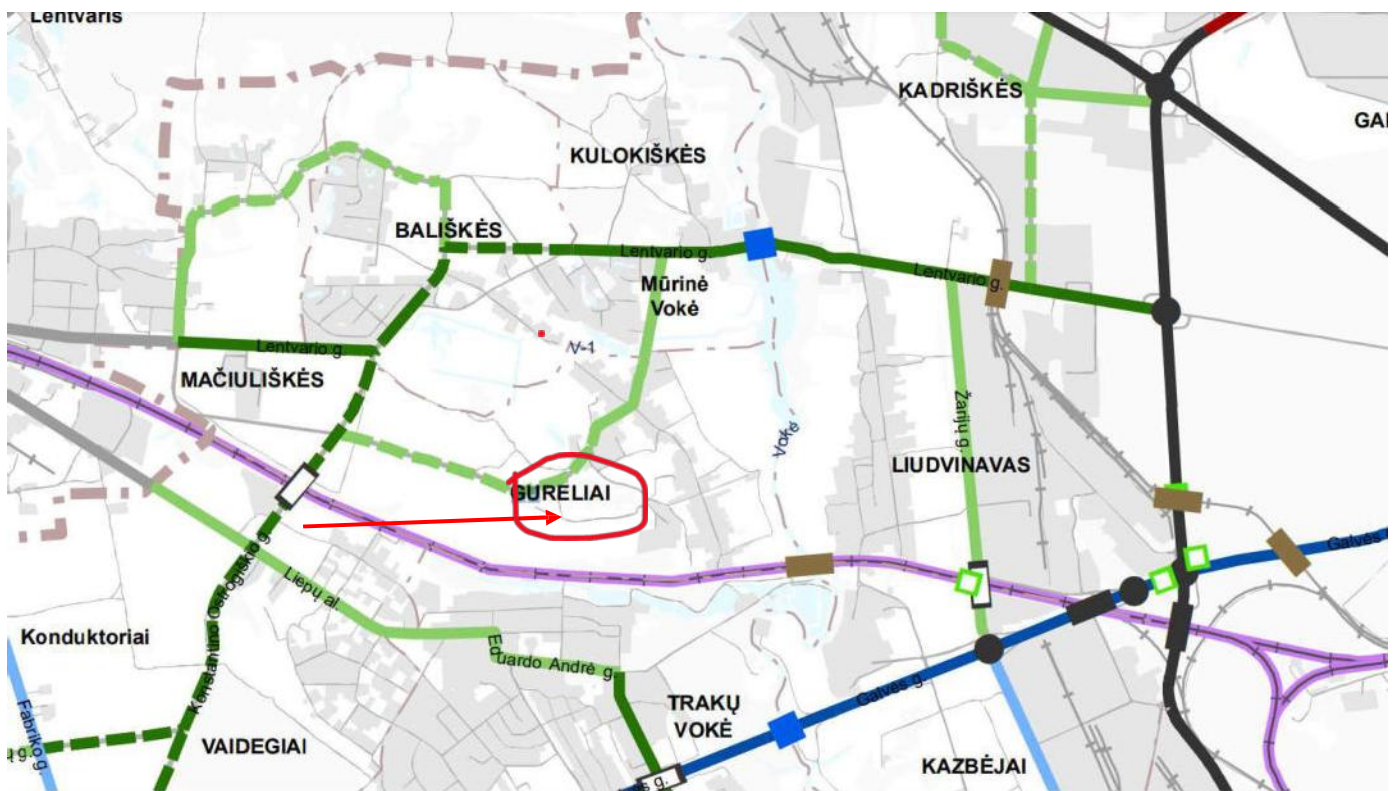 Lentvaris
KADRIŠKĖS
KULOKIŠKĖS
BALIŠKĖS
Lentvario g.
Mūrinė
Vokė
Lentvario g.
V-1
Lentvario g.
MAČIULIŠKĖS
Žarijų g.
Vokė
LIUDVINAVAS
GURELIAI
Galvės
Liepų al.
Konstantino Ostrogiškio g.
Konduktoriai
Eduardo Andrė g.
TRAKŲ
VOKĖ
Galvės g.
Fabriko g.
VAIDEGIAI
KAZBĖJAI